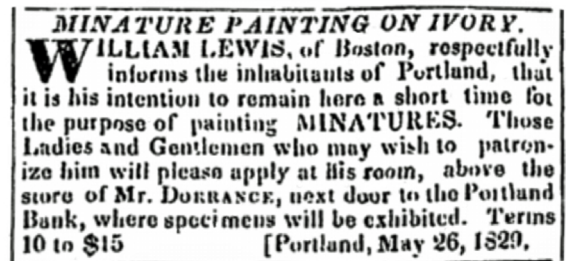 MINATURE PAINTING ON IVORY.
WILLIAM LEWIS, of Boston, respectfully
informs the inhabitants of Portland, that
it is his intention to remain here a short time for
the purpose of painting MINATURES. Those
Ladies and Gentlemen who may wish to patron-
ize him will please apply at His room, above the
store of Mr. DORRANCE, next door to the Portland
Bank, where specimens will be exhibited. Terms
10 to $15 [Portland, May 26, 1829.